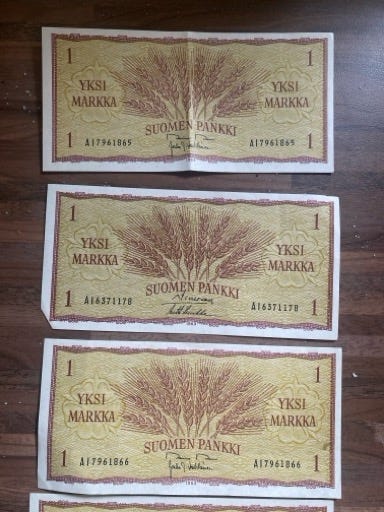 1 1
YKSI YKSI
MARKKA MARKKA
SUOMEN PANKKI
1 A17961865 A17961865 1
1 1
YKSI YKSI
MARKKA MARKKA
SUOMEN PANKKI
1 A16371178 A16371178 1
1 1
YKSI YKSI
MARKKA MARKKA
SUOMEN PANKKI
1 A17961866 A17961866 1